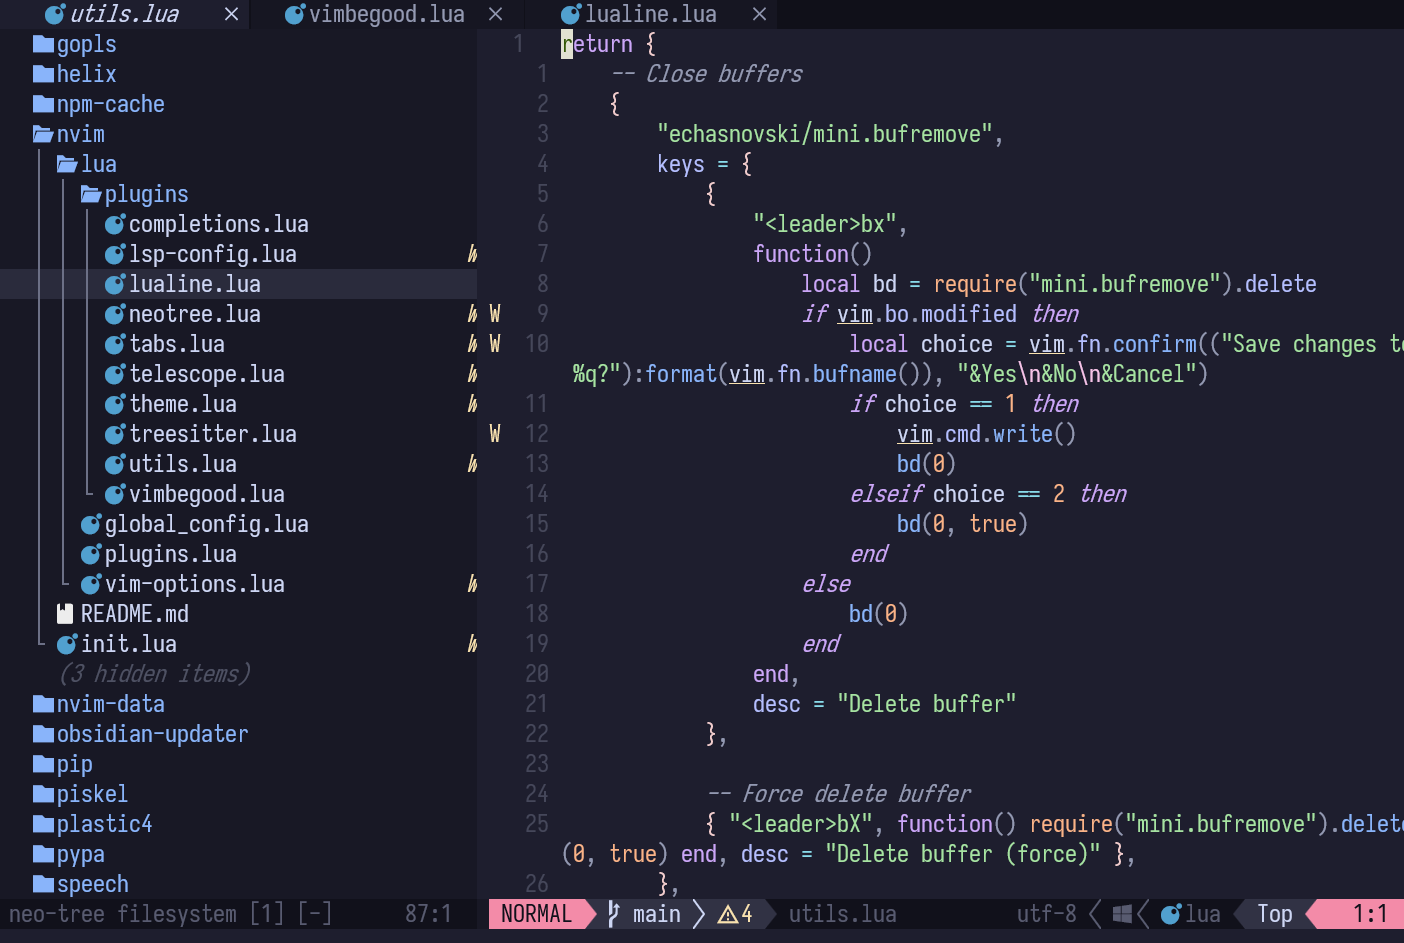 utils.lua × vimbegood.lua × lualine.lua ×
gopls
helix
npm-cache
nvim
lua
plugins
completions.lua
lsp-config.lua W
lualine.lua
neotree.lua W
tabs.lua W
telescope.lua W
theme.lua W
treesitter.lua
utils.lua W
vimbegood.lua
global_config.lua
plugins.lua
vim-options.lua W
README.md
init.lua W
(3 hidden items)
nvim-data
obsidian-updater
pip
piskel
plastic4
pypa
speech
neo-tree filesystem [1] [-] 87:1
1 return {
1 -- Close buffers
2 {
3 "echasnovski/mini.bufremove",
4 keys = {
5 {
6 "<leader>bx",
7 function()
8 local bd = require("mini.bufremove").delete
W 9 if vim.bo.modified then
W 10 local choice = vim.fn.confirm(("Save changes to
%q?"):format(vim.fn.bufname()), "&Yes\n&No\n&Cancel")
11 if choice == 1 then
W 12 vim.cmd.write()
13 bd(0)
14 elseif choice == 2 then
15 bd(0, true)
16 end
17 else
18 bd(0)
19 end
20 end,
21 desc = "Delete buffer"
22 },
23
24 -- Force delete buffer
25 { "<leader>bX", function() require("mini.bufremove").delete
(0, true) end, desc = "Delete buffer (force)" },
26 },
NORMAL main 4 utils.lua utf-8 lua Top 1:1